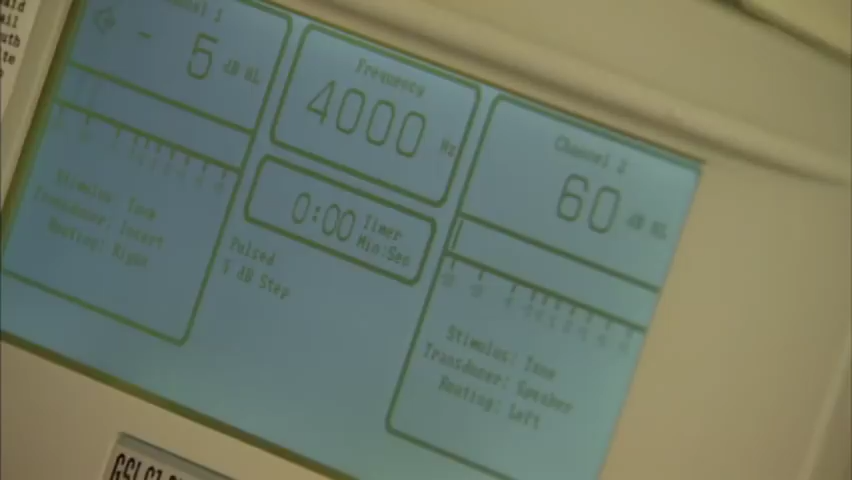 Channel 1
- 5 dB HL
Stimulus: Tone
Transducer: Insert
Routing: Right
Frequency
4000 Hz
0:00 Timer
Min:Sec
Pulsed
5 dB Step
Channel 2
60 dB HL
Stimulus: Tone
Transducer: Speaker
Routing: Left